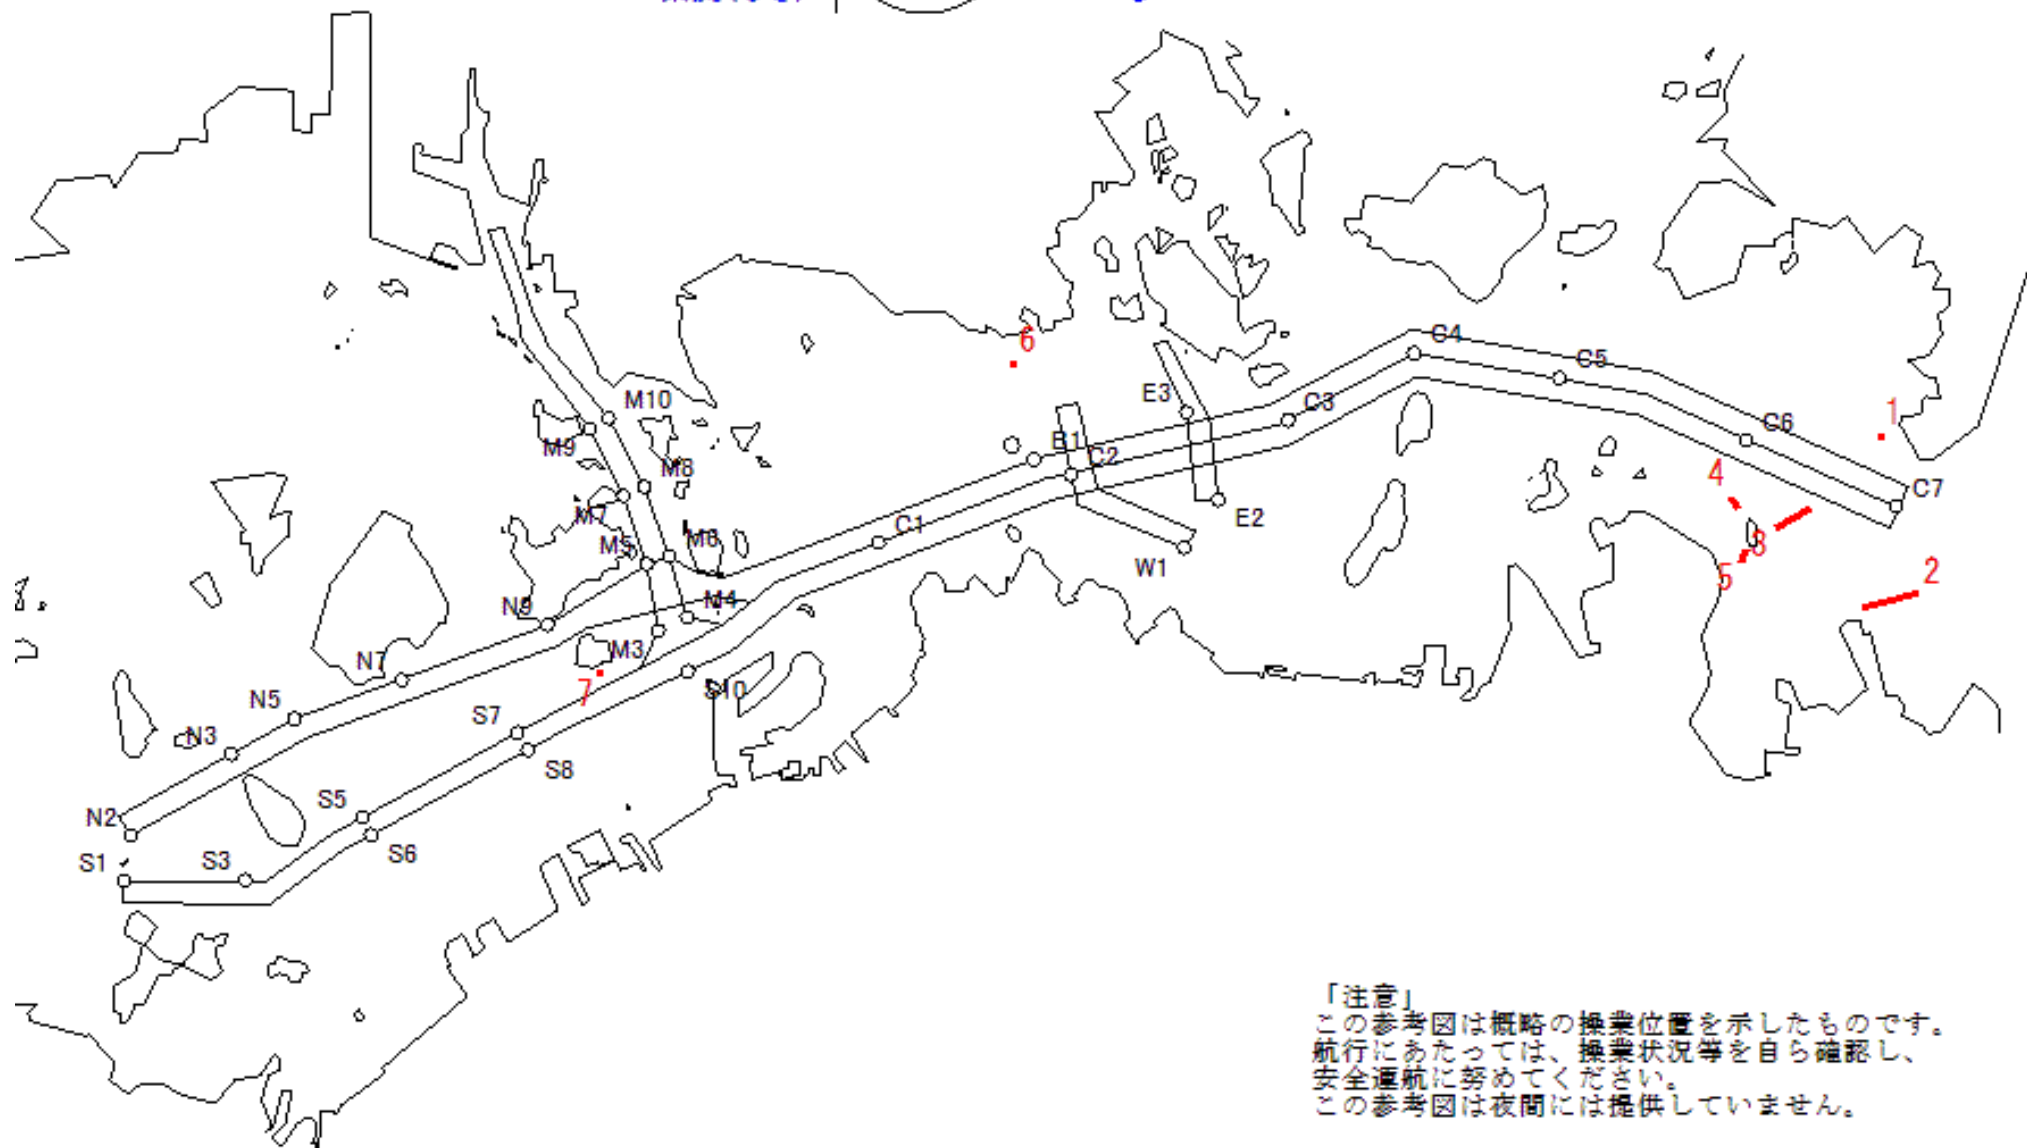 6
C4
C5
E3
C3
C6
1
M10
B1
C2
M9
M8
4
C7
M7
E2
C1
M5
M6
W1
3
5
2
N9
M4
M3
N7
7
S10
N5
S7
N3
S8
S5
N2
S6
S1
S3
「注意」
この参考図は概略の操業位置を示したものです。
航行にあたっては、操業状況等を自ら確認し、
安全運航に努めてください。
この参考図は夜間には提供していません。